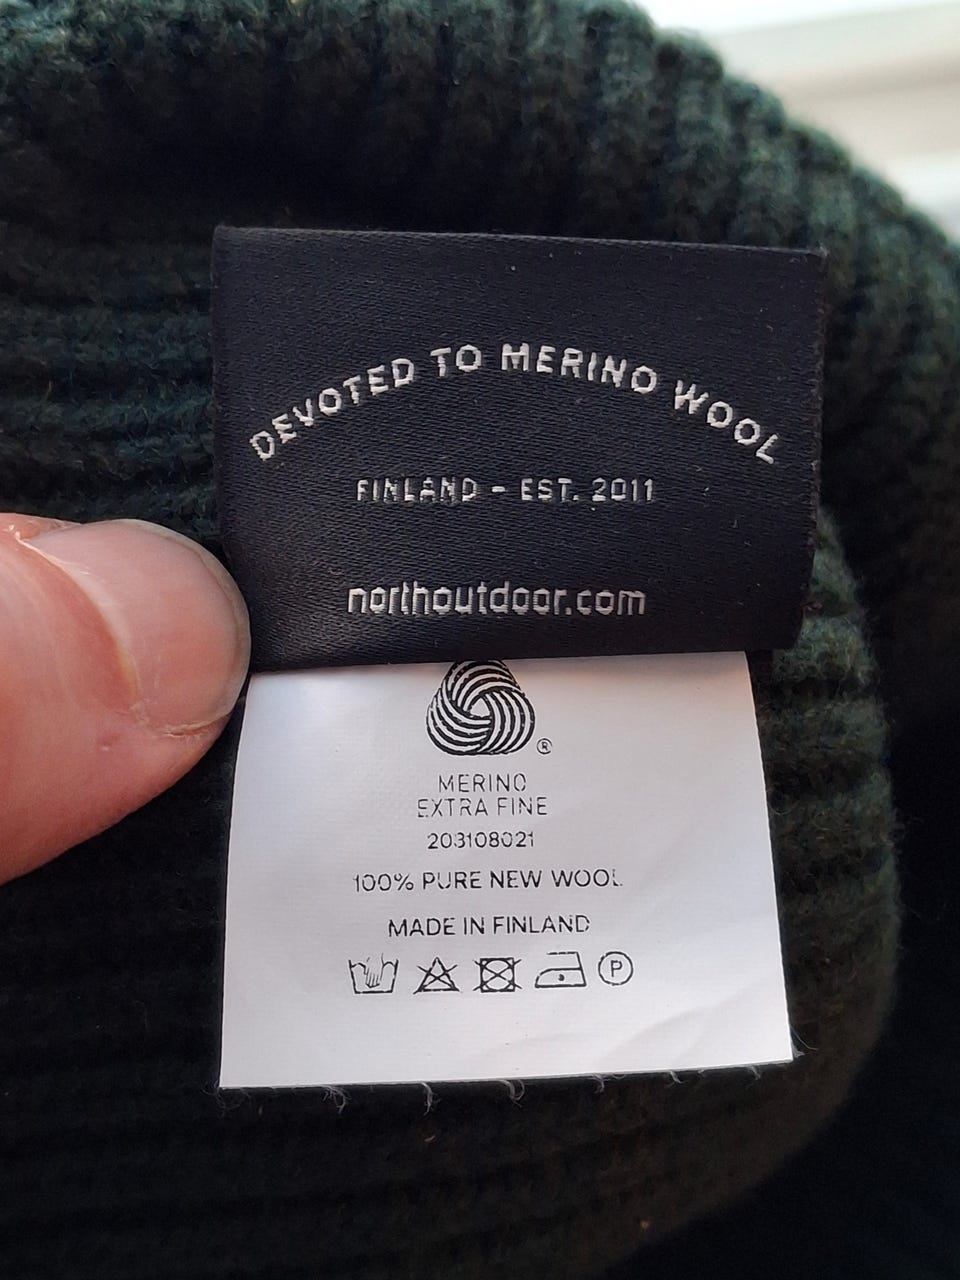 DEVOTED TO MERINO WOOL
FINLAND - EST. 2011
northoutdoor.com
®
MERINO
EXTRA FINE
203108021
100% PURE NEW WOOL
MADE IN FINLAND
P